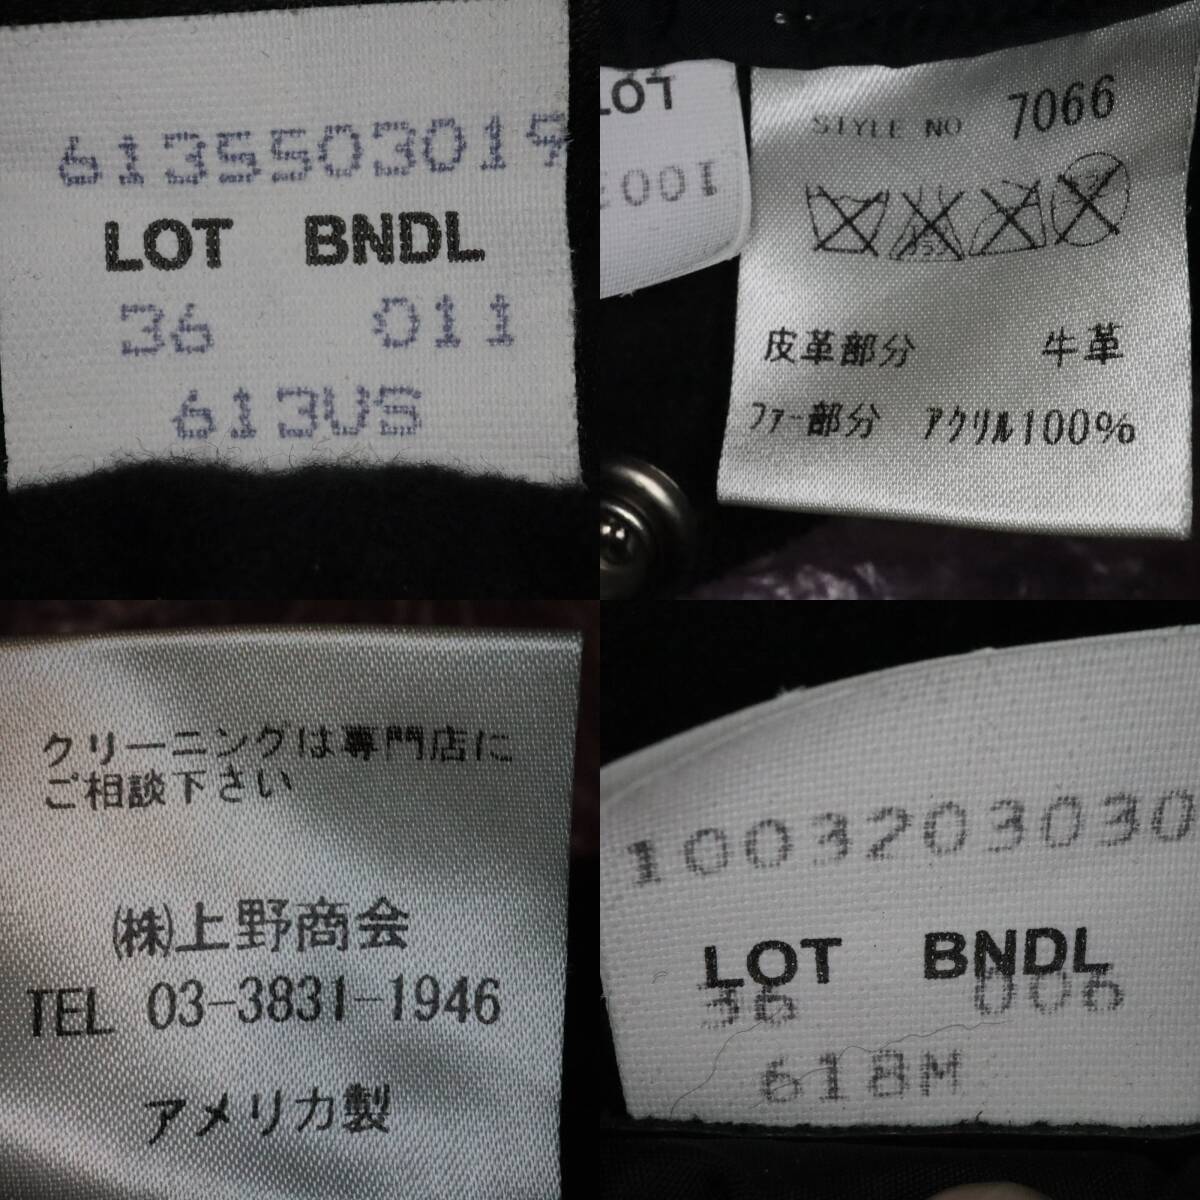 6135503019
LOT BNDL
36 011
613US
LOT
STYLE NO 7066
皮革部分 牛革
ファー部分 アクリル100%
クリーニングは専門店に
ご相談下さい
㈱上野商会
TEL 03-3831-1946
アメリカ製
1003203030
LOT BNDL
36 006
618M